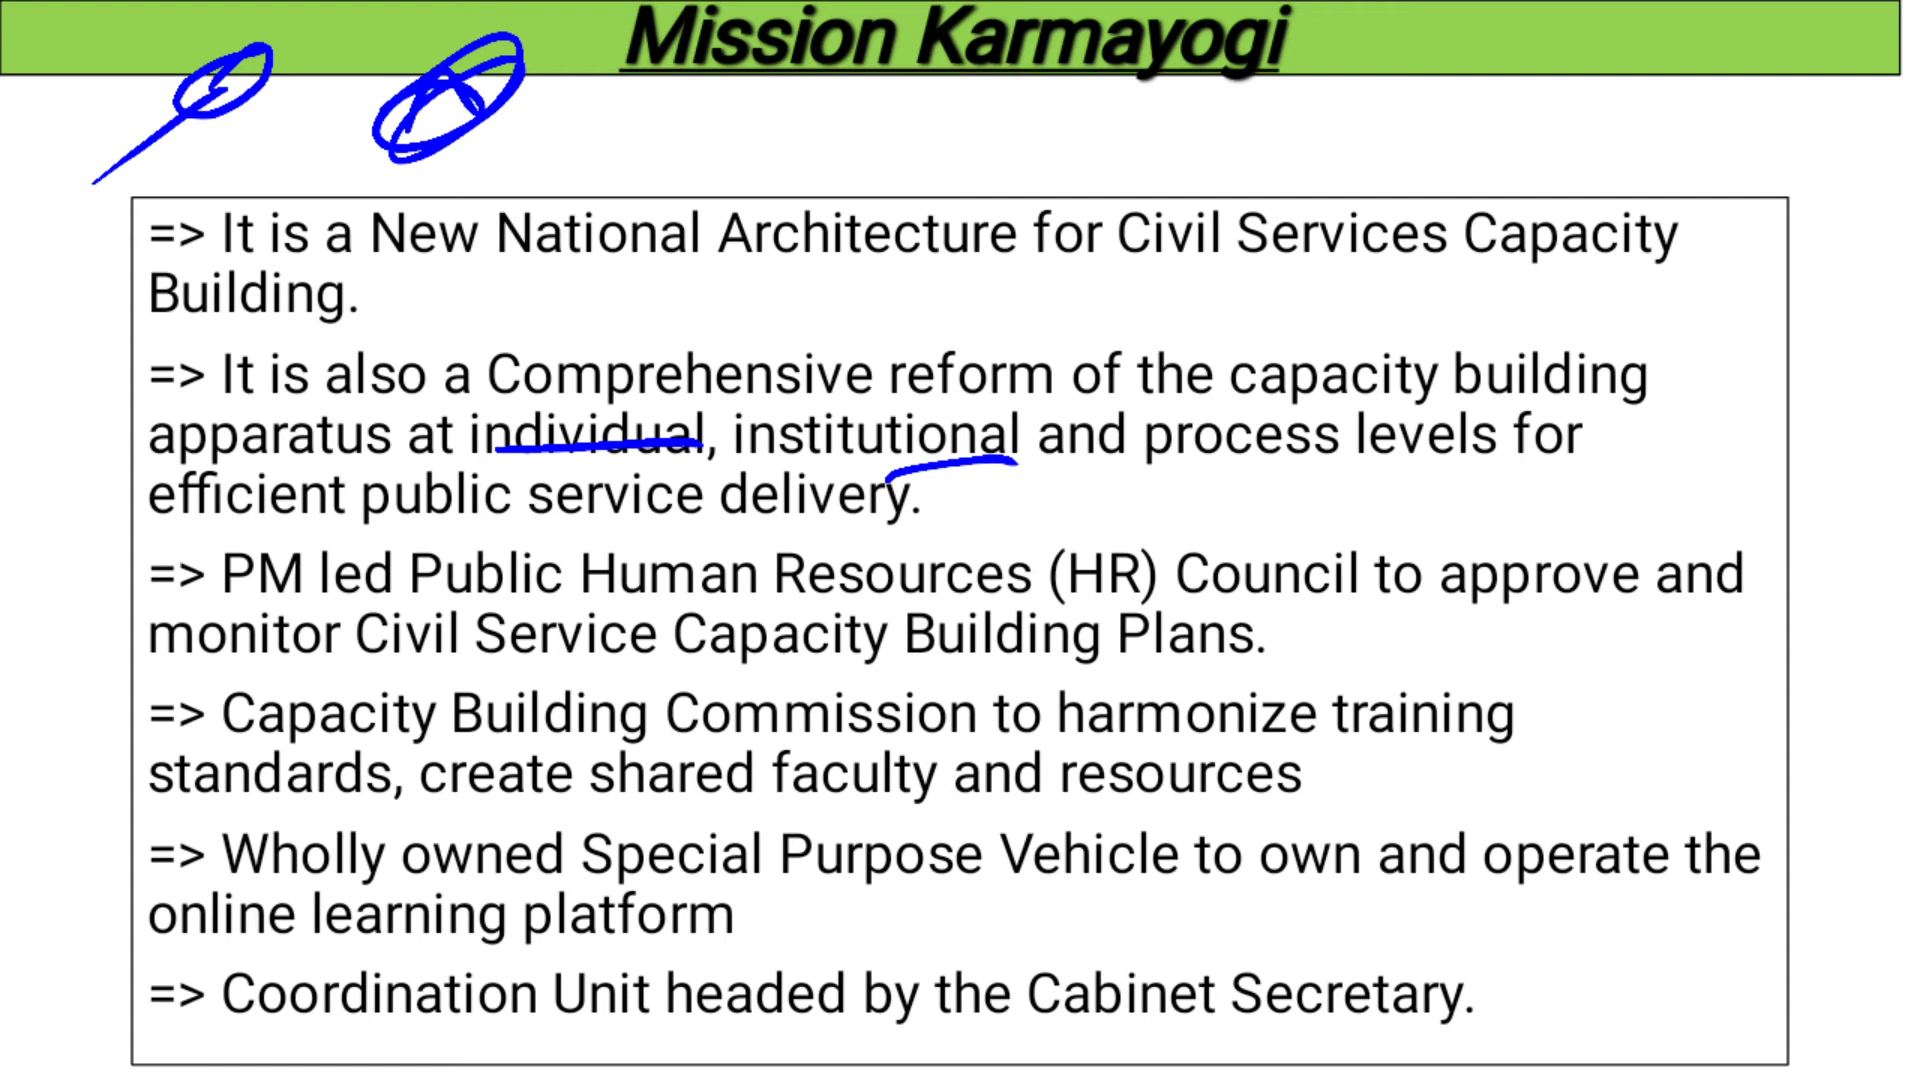 Mission Karmayogi
=> It is a New National Architecture for Civil Services Capacity
Building.
=> It is also a Comprehensive reform of the capacity building
apparatus at individual, institutional and process levels for
efficient public service delivery.
=> PM led Public Human Resources (HR) Council to approve and
monitor Civil Service Capacity Building Plans.
=> Capacity Building Commission to harmonize training
standards, create shared faculty and resources
=> Wholly owned Special Purpose Vehicle to own and operate the
online learning platform
=> Coordination Unit headed by the Cabinet Secretary.